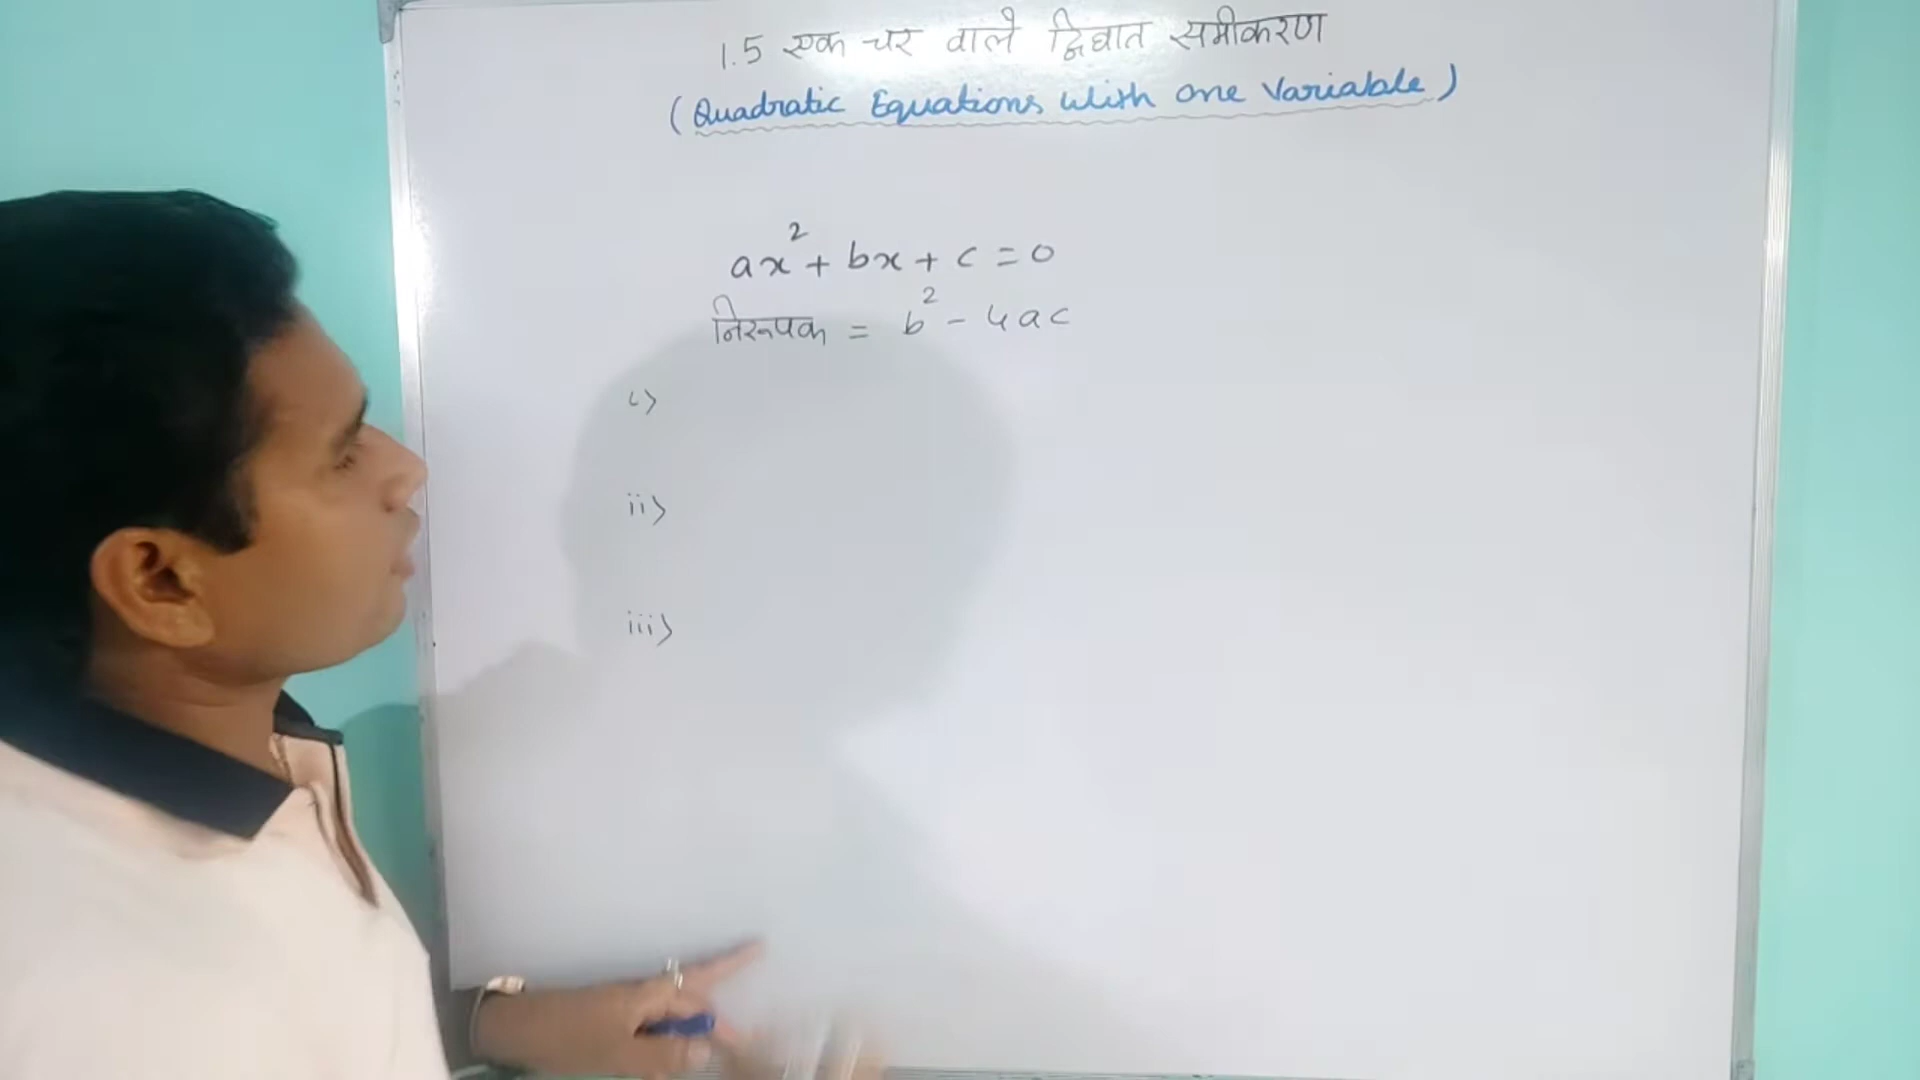 1.5 एक चर वाले द्विघात समीकरण
(Quadratic Equations With One Variable)
ax² + bx + c = 0
निरूपक = b² - 4ac
i>
ii>
iii>